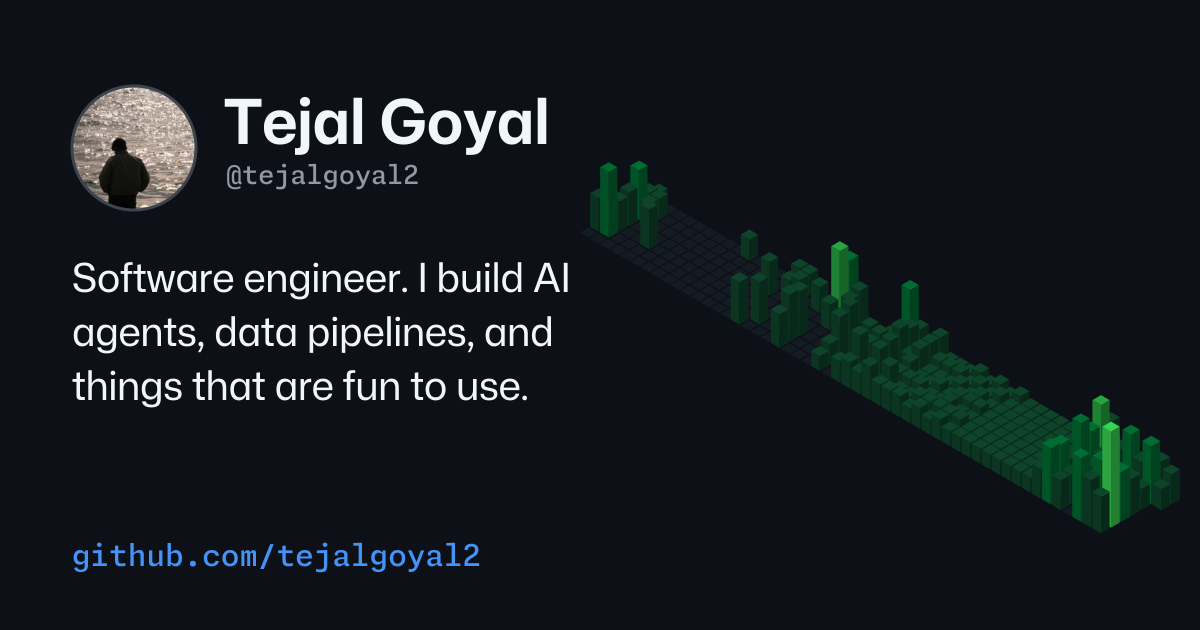 Tejal Goyal
@tejalgoyal2
Software engineer. I build AI
agents, data pipelines, and
things that are fun to use.
github.com/tejalgoyal2